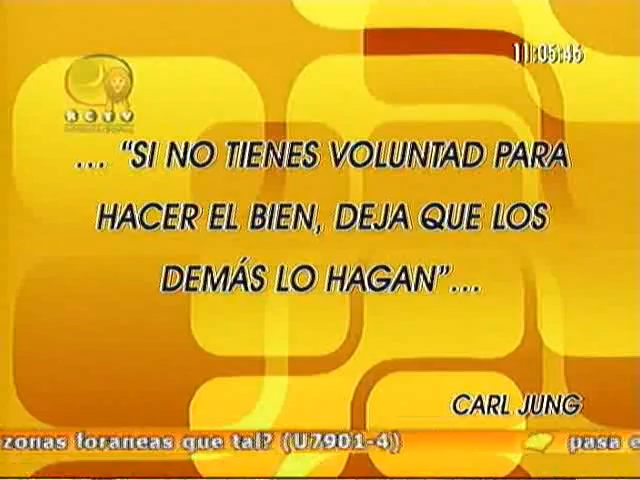 11:05:46
RCTV
... "SI NO TIENES VOLUNTAD PARA
HACER EL BIEN, DEJA QUE LOS
DEMÁS LO HAGAN"...
CARL JUNG
zonas foraneas que tal? ((U7901-4)) pasa e